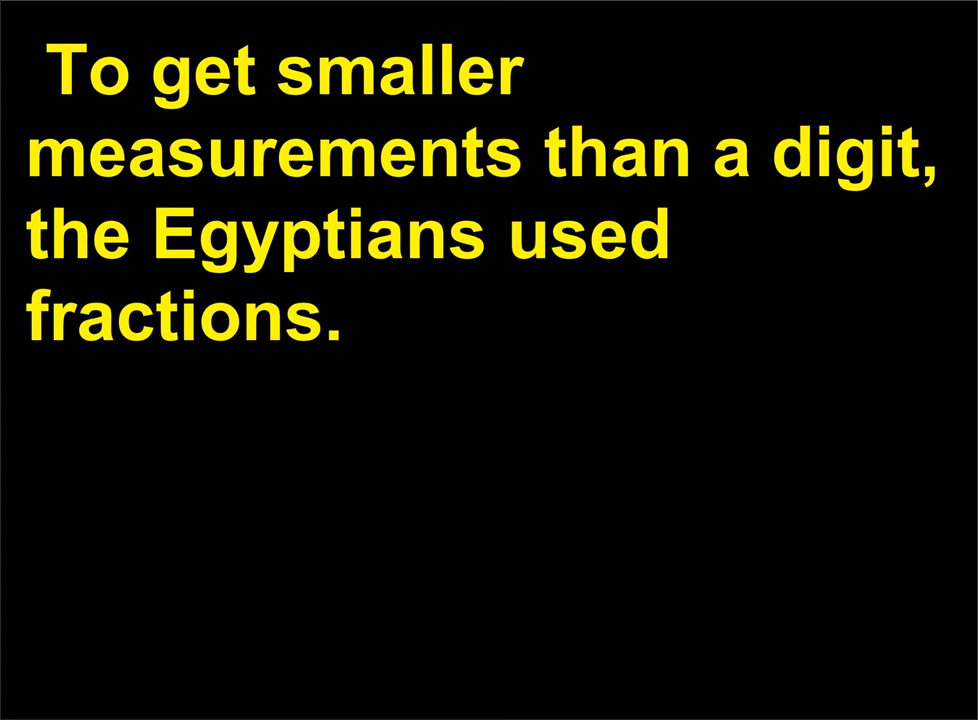 To get smaller
measurements than a digit,
the Egyptians used
fractions.